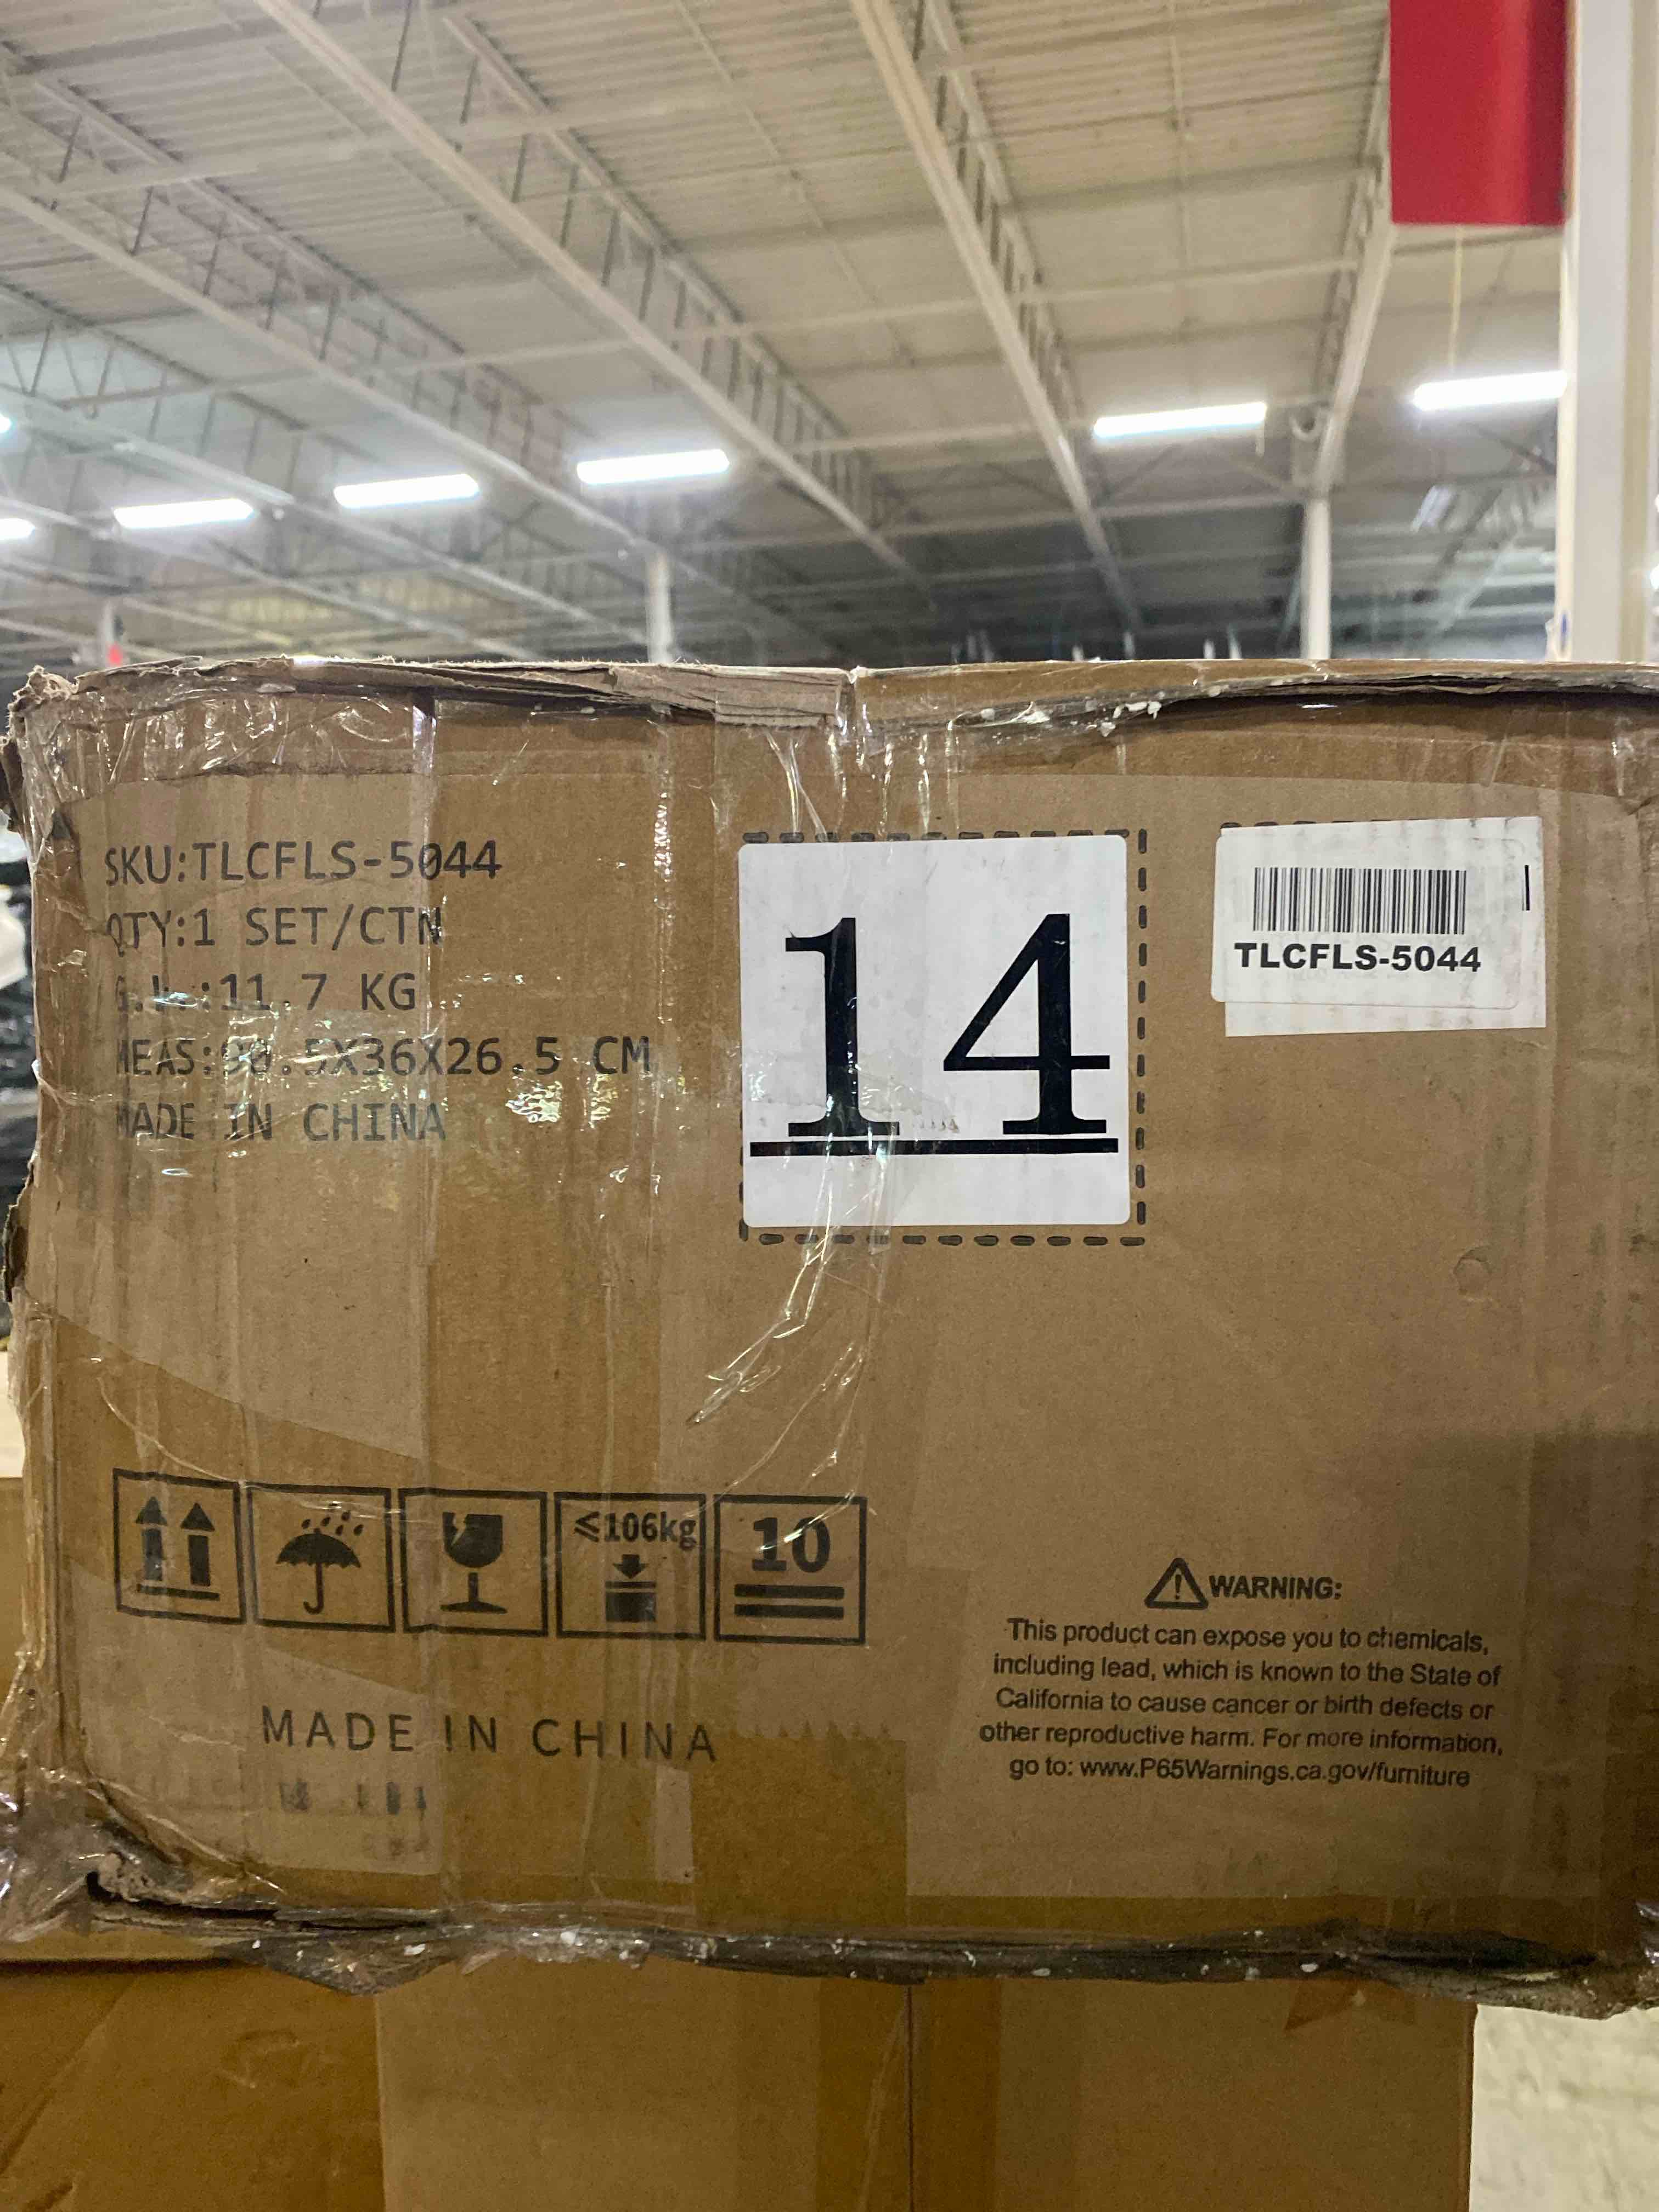 SKU:TLCFLS-5044
QTY:1 SET/CTN
:11.7 KG
MEAS: X36X26.5 CM
MADE IN CHINA
14
TLCFLS-5044
≤106kg
10
MADE IN CHINA
WARNING:
This product can expose you to chemicals,
including lead, which is known to the State of
California to cause cancer or birth defects or
other reproductive harm. For more information,
go to: www.P65Warnings.ca.gov/furniture